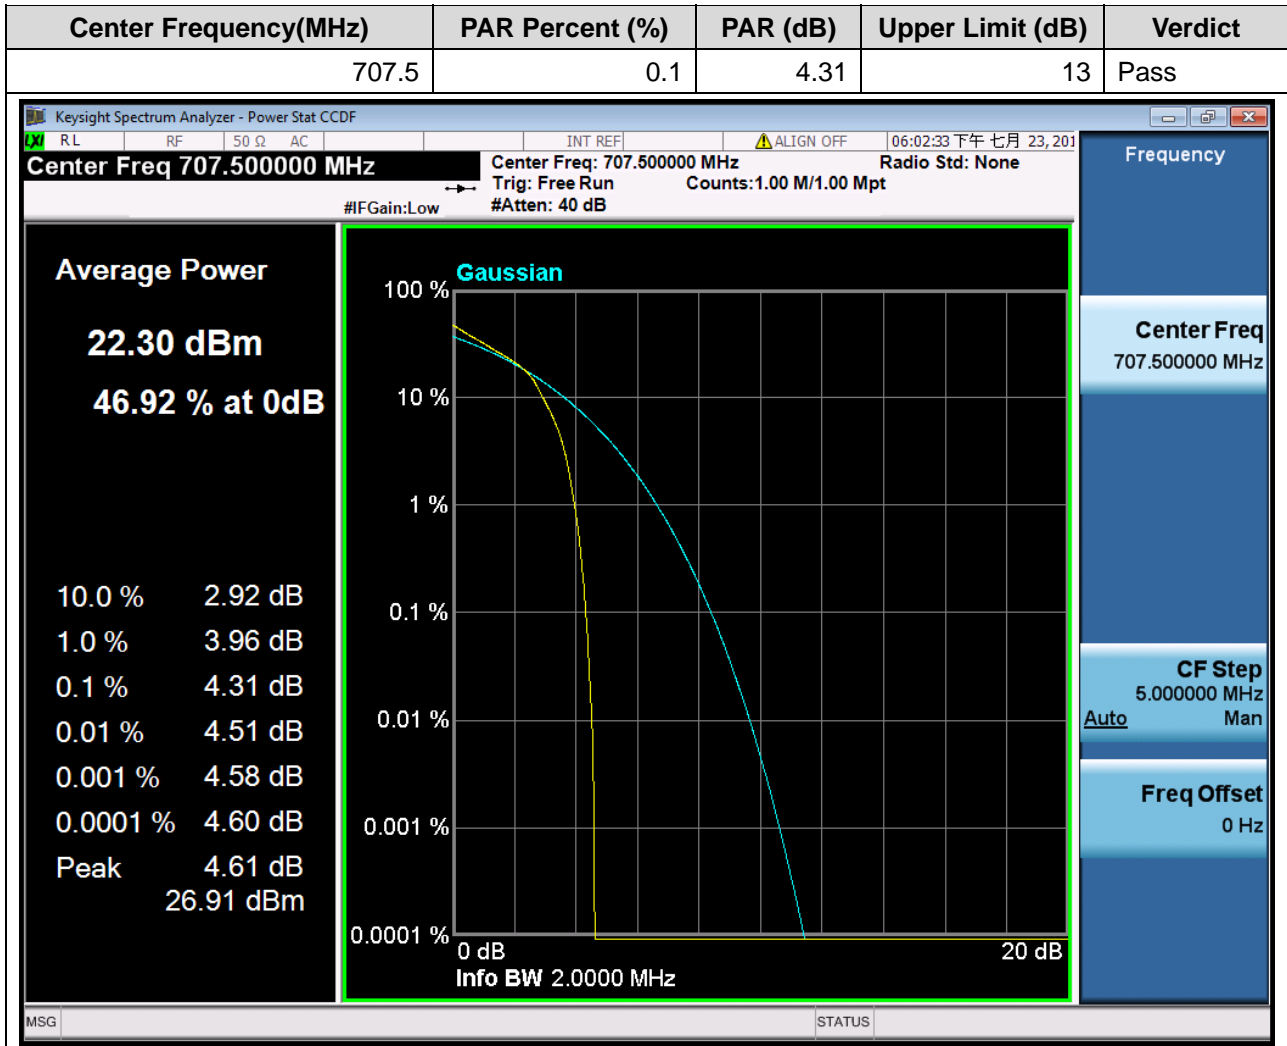 Center Frequency(MHz) PAR Percent (%) PAR (dB) Upper Limit (dB) Verdict
707.5 0.1 4.31 13 Pass
Keysight Spectrum Analyzer - Power Stat CCDF
LXI RL RF 50 Ω AC INT REF ALIGN OFF 06:02:33 下午 七月 23, 201
Center Freq 707.500000 MHz
#IFGain:Low
Center Freq: 707.500000 MHz Radio Std: None
Trig: Free Run Counts:1.00 M/1.00 Mpt
#Atten: 40 dB
Average Power
22.30 dBm
46.92 % at 0dB
10.0 % 2.92 dB
1.0 % 3.96 dB
0.1 % 4.31 dB
0.01 % 4.51 dB
0.001 % 4.58 dB
0.0001 % 4.60 dB
Peak 4.61 dB
26.91 dBm
Gaussian
100 %
10 %
1 %
0.1 %
0.01 %
0.001 %
0.0001 %
0 dB 20 dB
Info BW 2.0000 MHz
Frequency
Center Freq
707.500000 MHz
CF Step
5.000000 MHz
Auto Man
Freq Offset
0 Hz
MSG STATUS